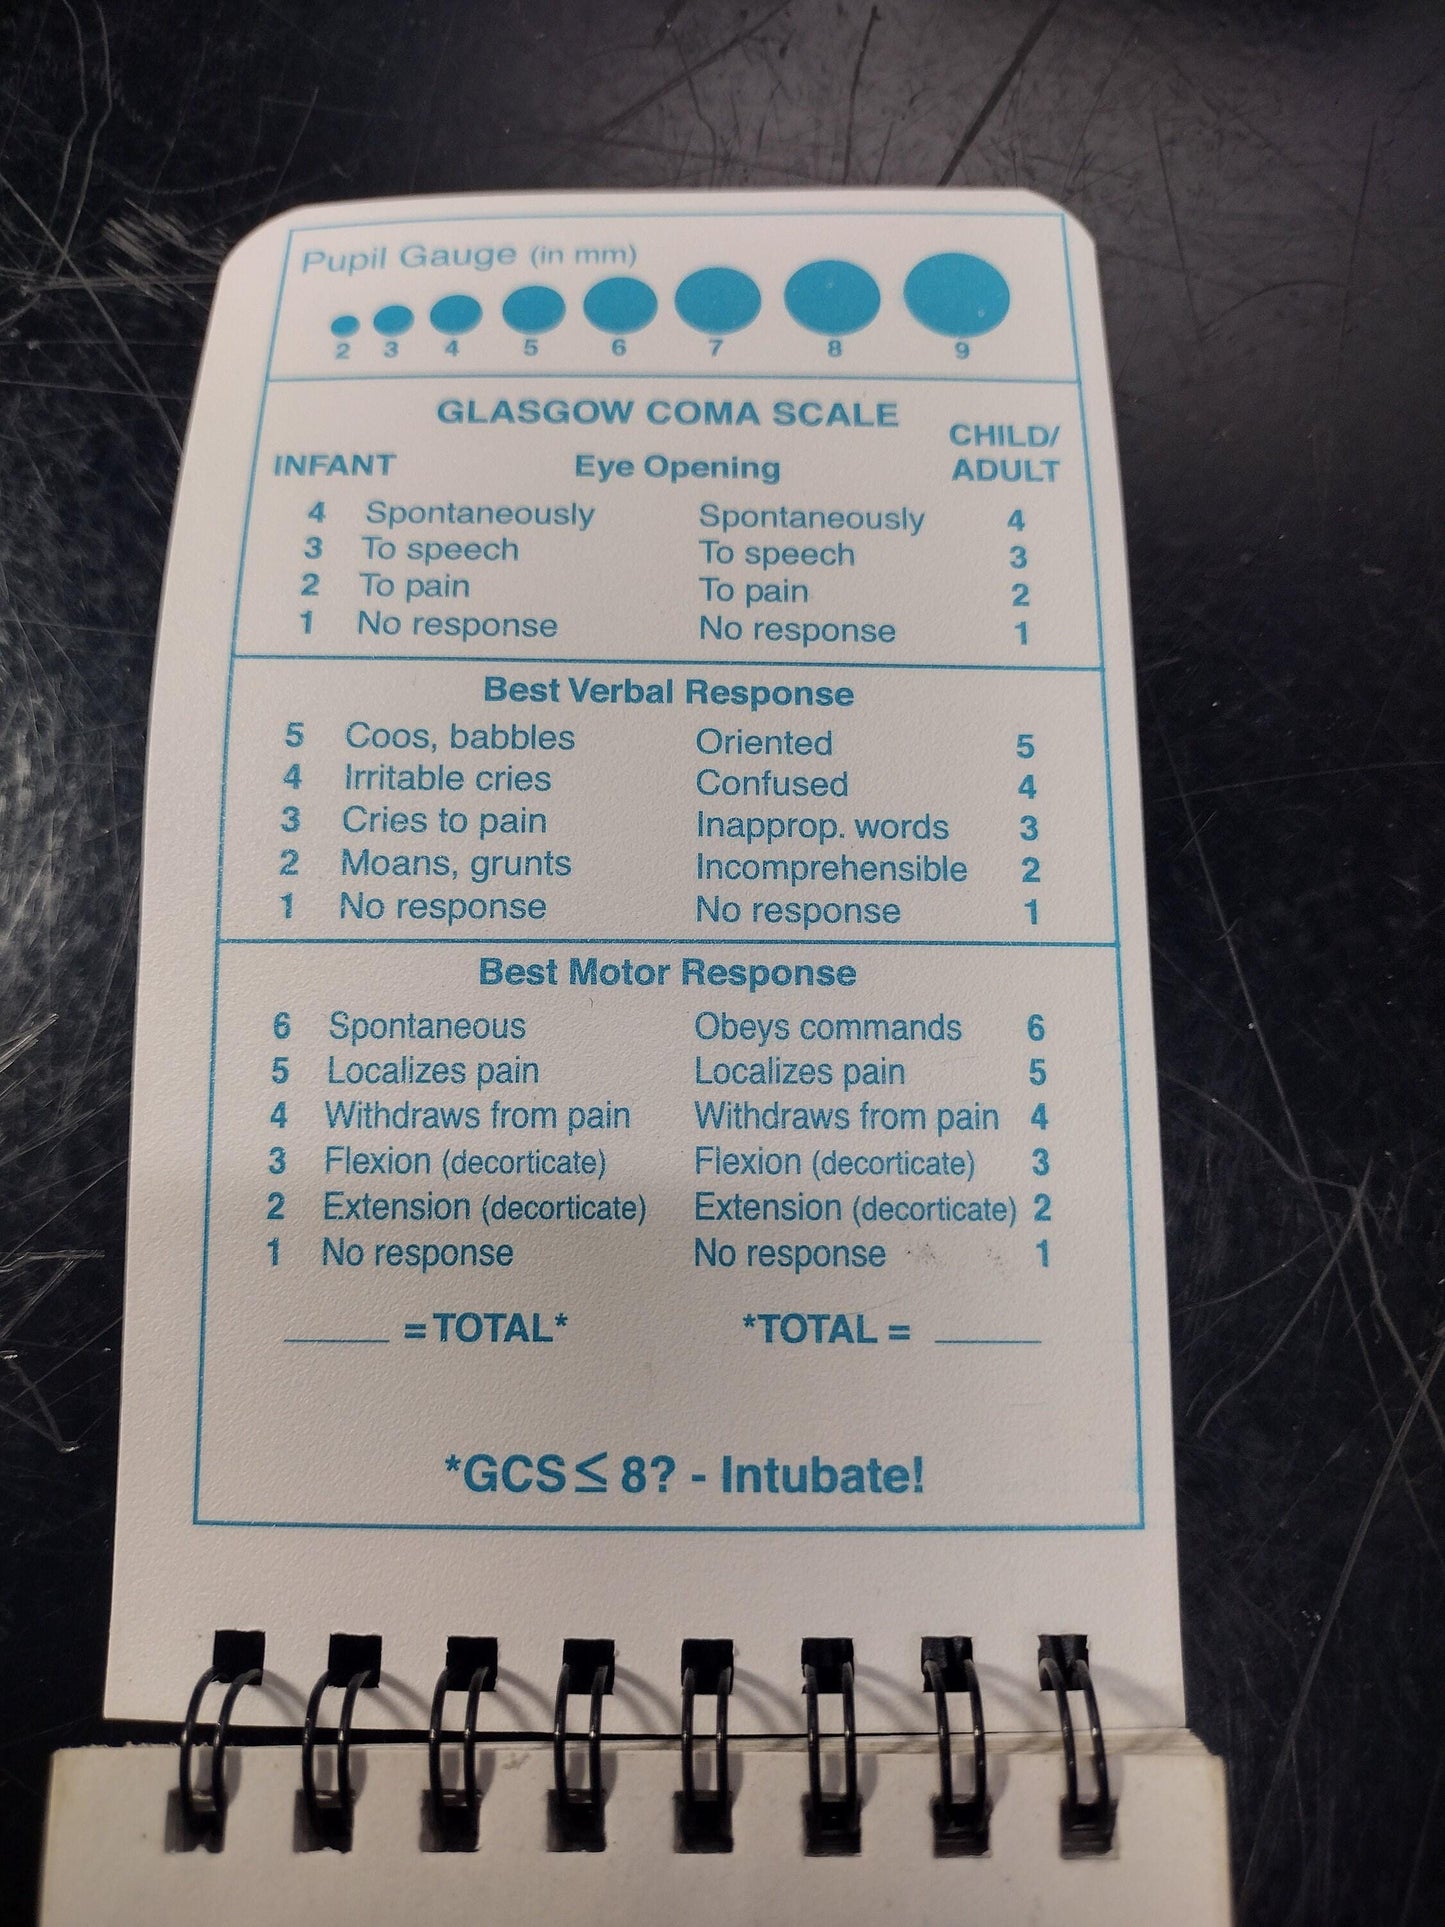 Pupil Gauge (in mm)
2 3 4 5 6 7 8 9
GLASGOW COMA SCALE
INFANT Eye Opening CHILD/
ADULT
4 Spontaneously Spontaneously 4
3 To speech To speech 3
2 To pain To pain 2
1 No response No response 1
Best Verbal Response
5 Coos, babbles Oriented 5
4 Irritable cries Confused 4
3 Cries to pain Inapprop. words 3
2 Moans, grunts Incomprehensible 2
1 No response No response 1
Best Motor Response
6 Spontaneous Obeys commands 6
5 Localizes pain Localizes pain 5
4 Withdraws from pain Withdraws from pain 4
3 Flexion (decorticate) Flexion (decorticate) 3
2 Extension (decorticate) Extension (decorticate) 2
1 No response No response 1
_____ = TOTAL* *TOTAL = _____
*GCS ≤ 8? - Intubate!